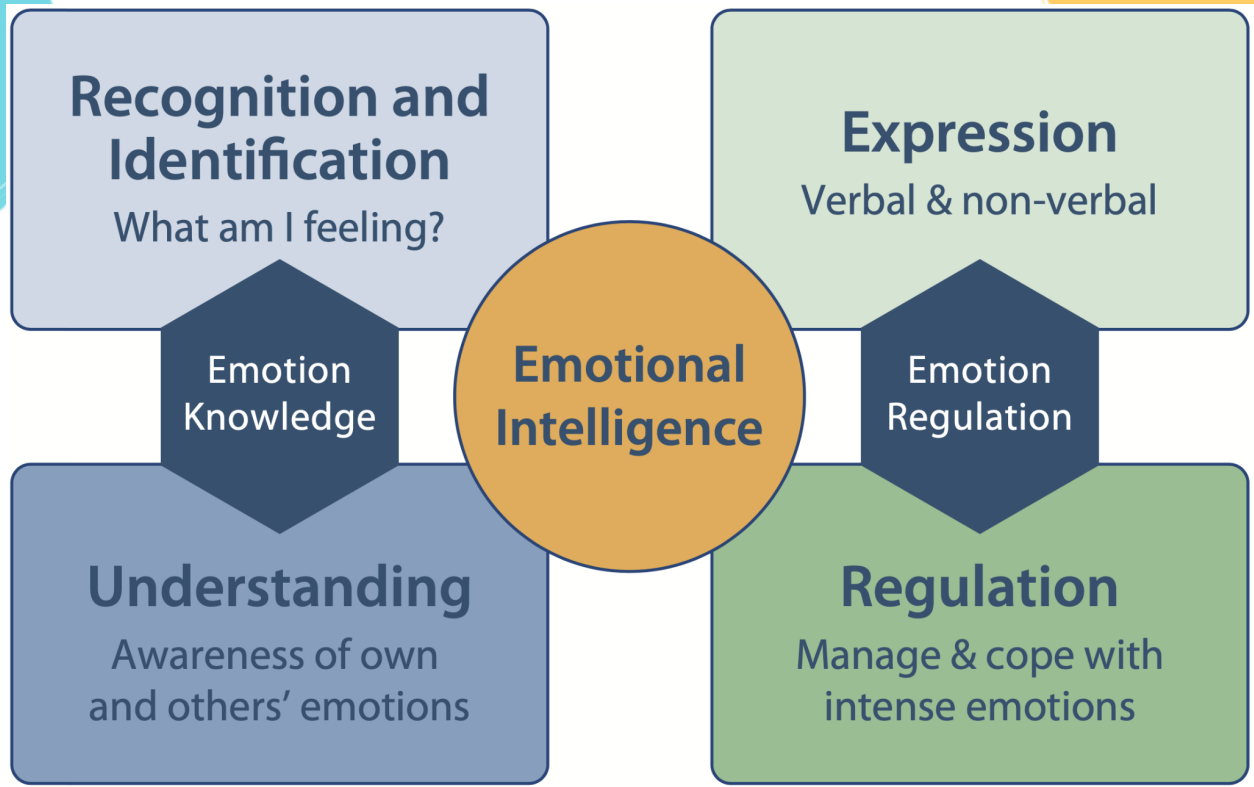 Recognition and
Identification
What am I feeling?
Expression
Verbal & non-verbal
Emotion
Knowledge
Emotional
Intelligence
Emotion
Regulation
Understanding
Awareness of own
and others’ emotions
Regulation
Manage & cope with
intense emotions